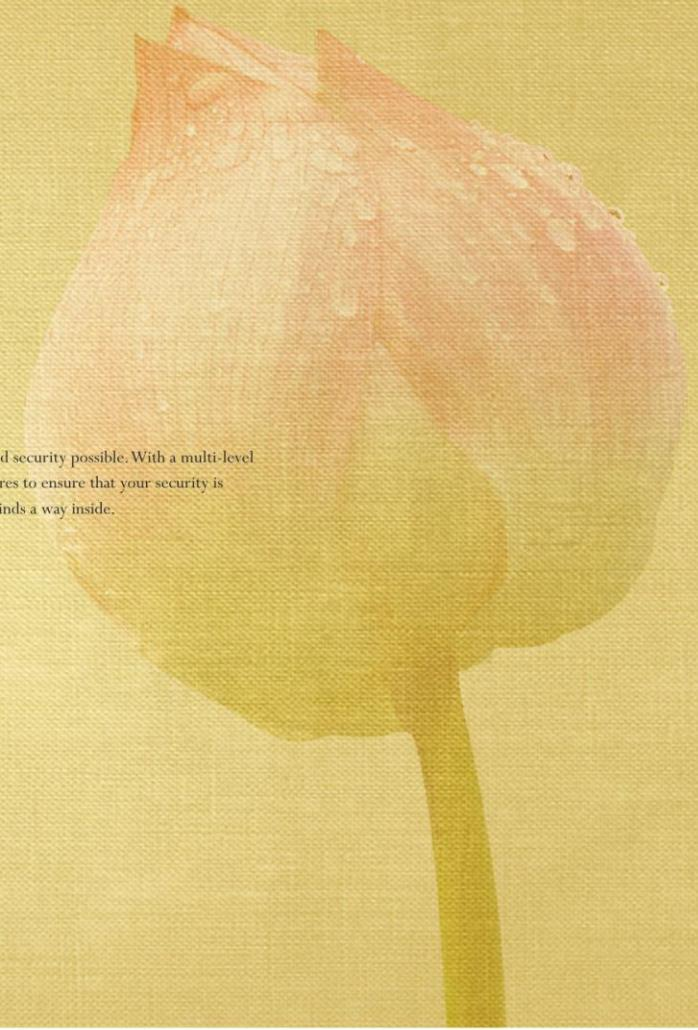 d security possible. With a multi-level
res to ensure that your security is
inds a way inside.